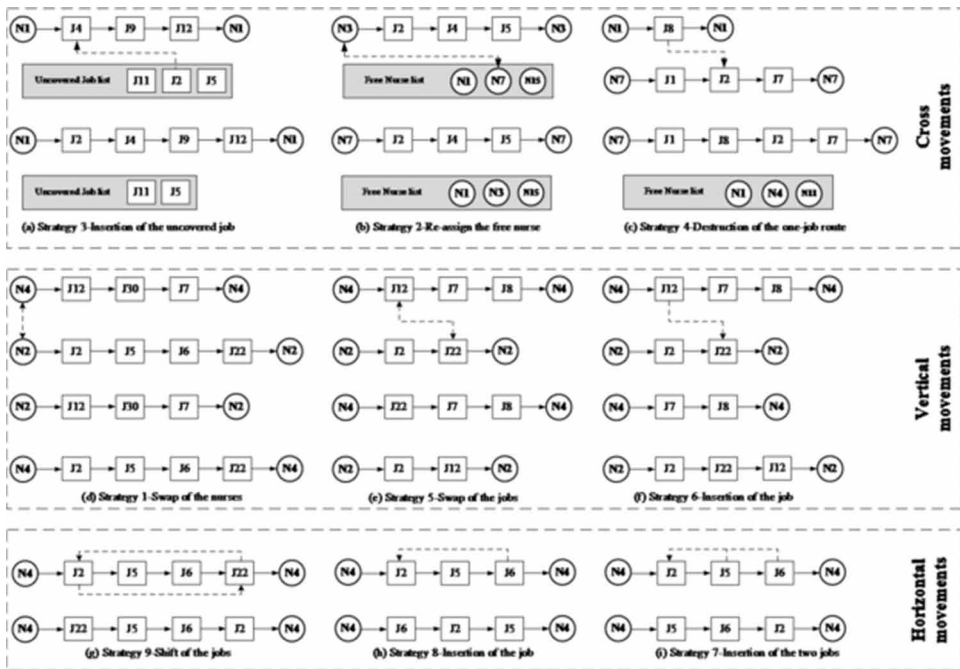 N1 J4 J9 J12 N1
N3 J2 J4 J5 N3
N1 J8 N1
Uncovered Job list J11 J2 J5
Free Nurse list N1 N7 N15
N7 J1 J2 J7 N7
N1 J2 J4 J9 J12 N1
N7 J2 J4 J5 N7
N7 J1 J8 J2 J7 N7
Uncovered Job list J11 J5
Free Nurse list N1 N3 N15
Free Nurse list N1 N4 N11
(a) Strategy 3-Insertion of the uncovered job
(b) Strategy 2-Re-assign the free nurse
(c) Strategy 4-Destruction of the one-job route
Cross
movements
N4 J12 J30 J7 N4
N4 J12 J7 J8 N4
N4 J12 J7 J8 N4
N2 J2 J5 J6 J22 N2
N2 J2 J22 N2
N2 J2 J22 N2
N2 J12 J30 J7 N2
N4 J22 J7 J8 N4
N4 J7 J8 N4
N4 J2 J5 J6 J22 N4
N2 J2 J12 N2
N2 J2 J22 J12 N2
(d) Strategy 1-Swap of the nurses
(e) Strategy 5-Swap of the jobs
(f) Strategy 6-Insertion of the job
Vertical
movements
N4 J2 J5 J6 J22 N4
N4 J2 J5 J6 N4
N4 J2 J5 J6 N4
N4 J22 J5 J6 J2 N4
N4 J6 J2 J5 N4
N4 J5 J6 J2 N4
(g) Strategy 9-Shift of the jobs
(h) Strategy 8-Insertion of the job
(i) Strategy 7-Insertion of the two jobs
Horizontal
movements